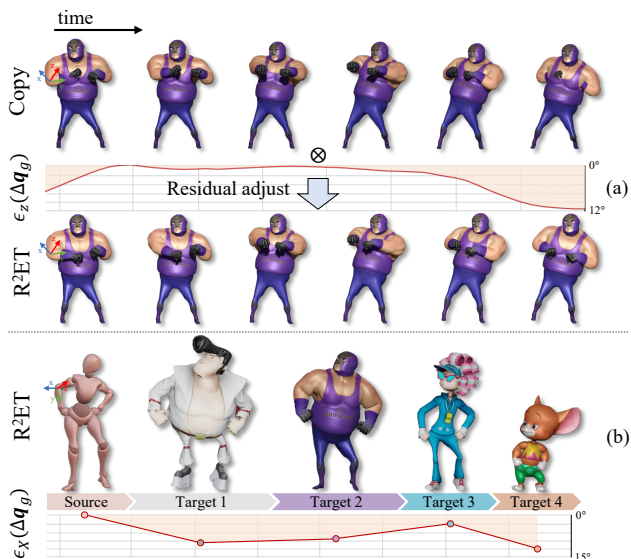 time
Copy
x z y
⊗
ϵ_z(Δq_g)
Residual adjust
0°
12°
(a)
R²ET
x z
R²ET
x y
(b)
Source Target 1 Target 2 Target 3 Target 4
ϵ_x(Δq_g)
0°
15°